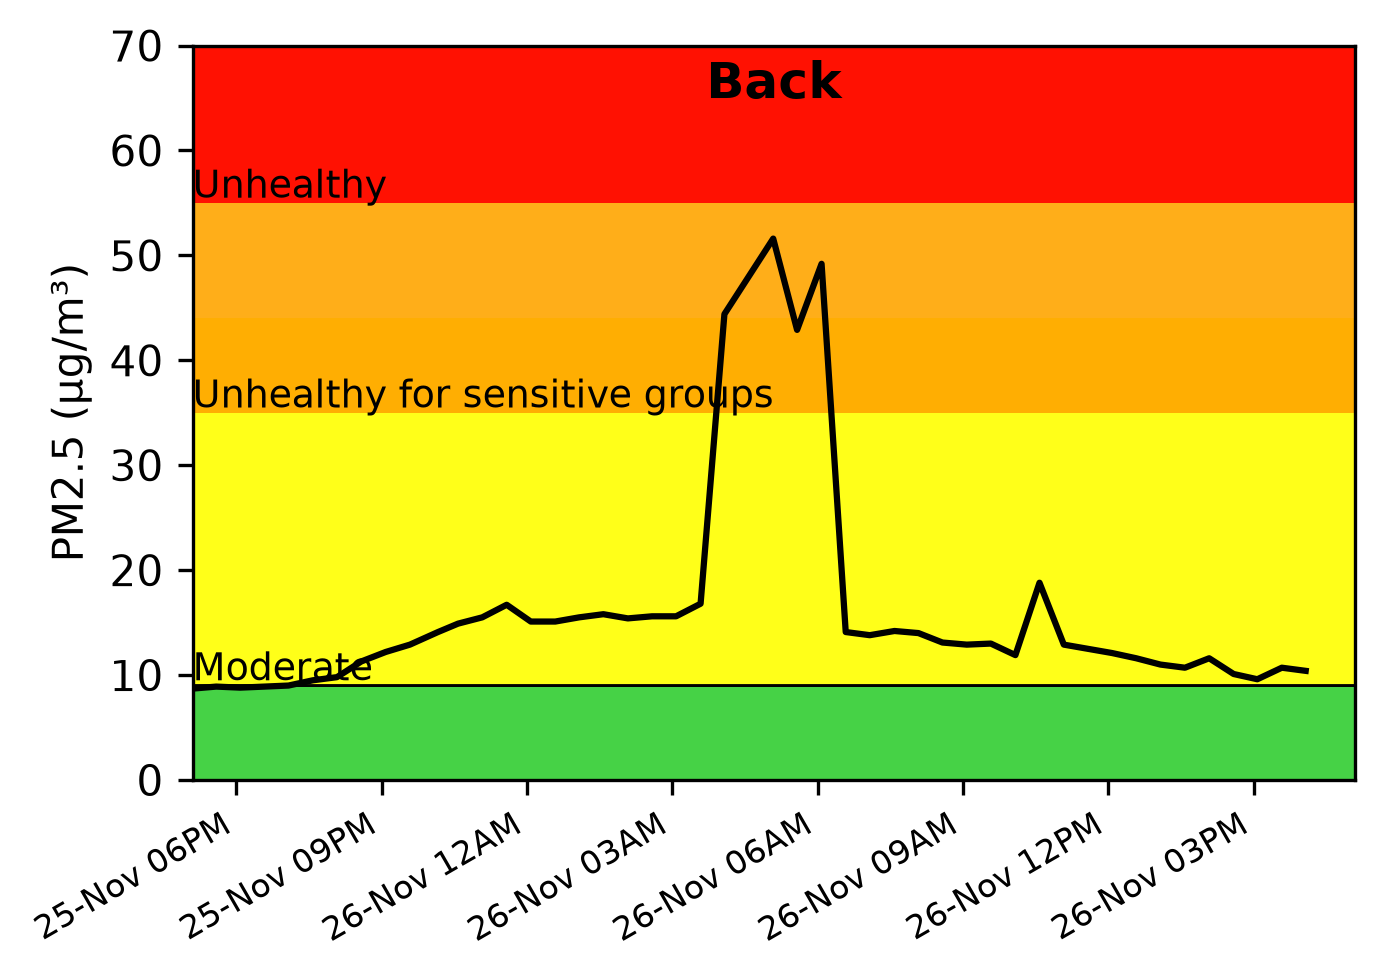 Back
PM2.5 (µg/m³)
70
60
50
40
30
20
10
0
Unhealthy
Unhealthy for sensitive groups
Moderate
25-Nov 06PM
25-Nov 09PM
26-Nov 12AM
26-Nov 03AM
26-Nov 06AM
26-Nov 09AM
26-Nov 12PM
26-Nov 03PM